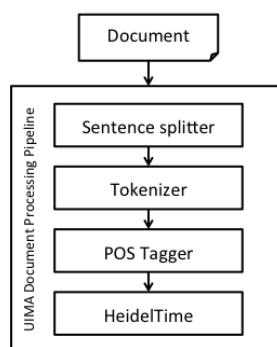 Document
UIMA Document Processing Pipeline
Sentence splitter
Tokenizer
POS Tagger
HeidelTime